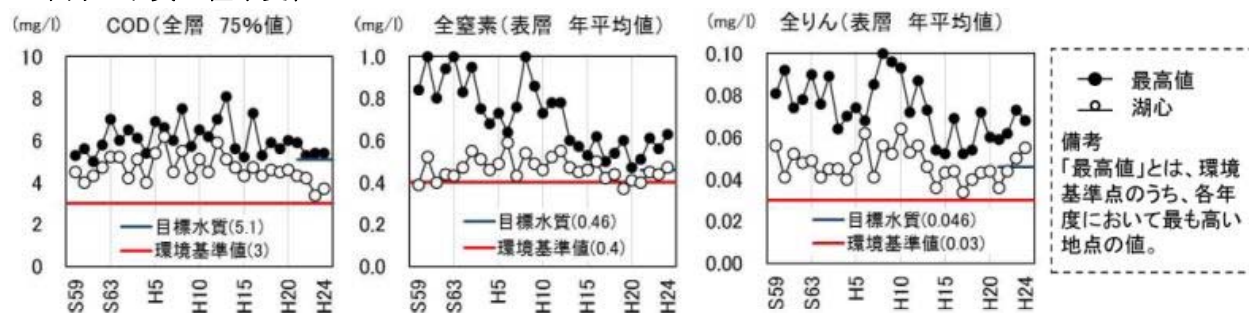 (mg/l) COD(全層 75%値)
10
8
6
4
2
0
目標水質(5.1)
環境基準値(3)
S59 S63 H5 H10 H15 H20 H24
(mg/l) 全窒素(表層 年平均値)
1.0
0.8
0.6
0.4
0.2
0.0
目標水質(0.46)
環境基準値(0.4)
S59 S63 H5 H10 H15 H20 H24
(mg/l) 全りん(表層 年平均値)
0.10
0.08
0.06
0.04
0.02
0.00
目標水質(0.046)
環境基準値(0.03)
S59 S63 H5 H10 H15 H20 H24
最高値
湖心
備考
「最高値」とは、環境
基準点のうち、各年
度において最も高い
地点の値。